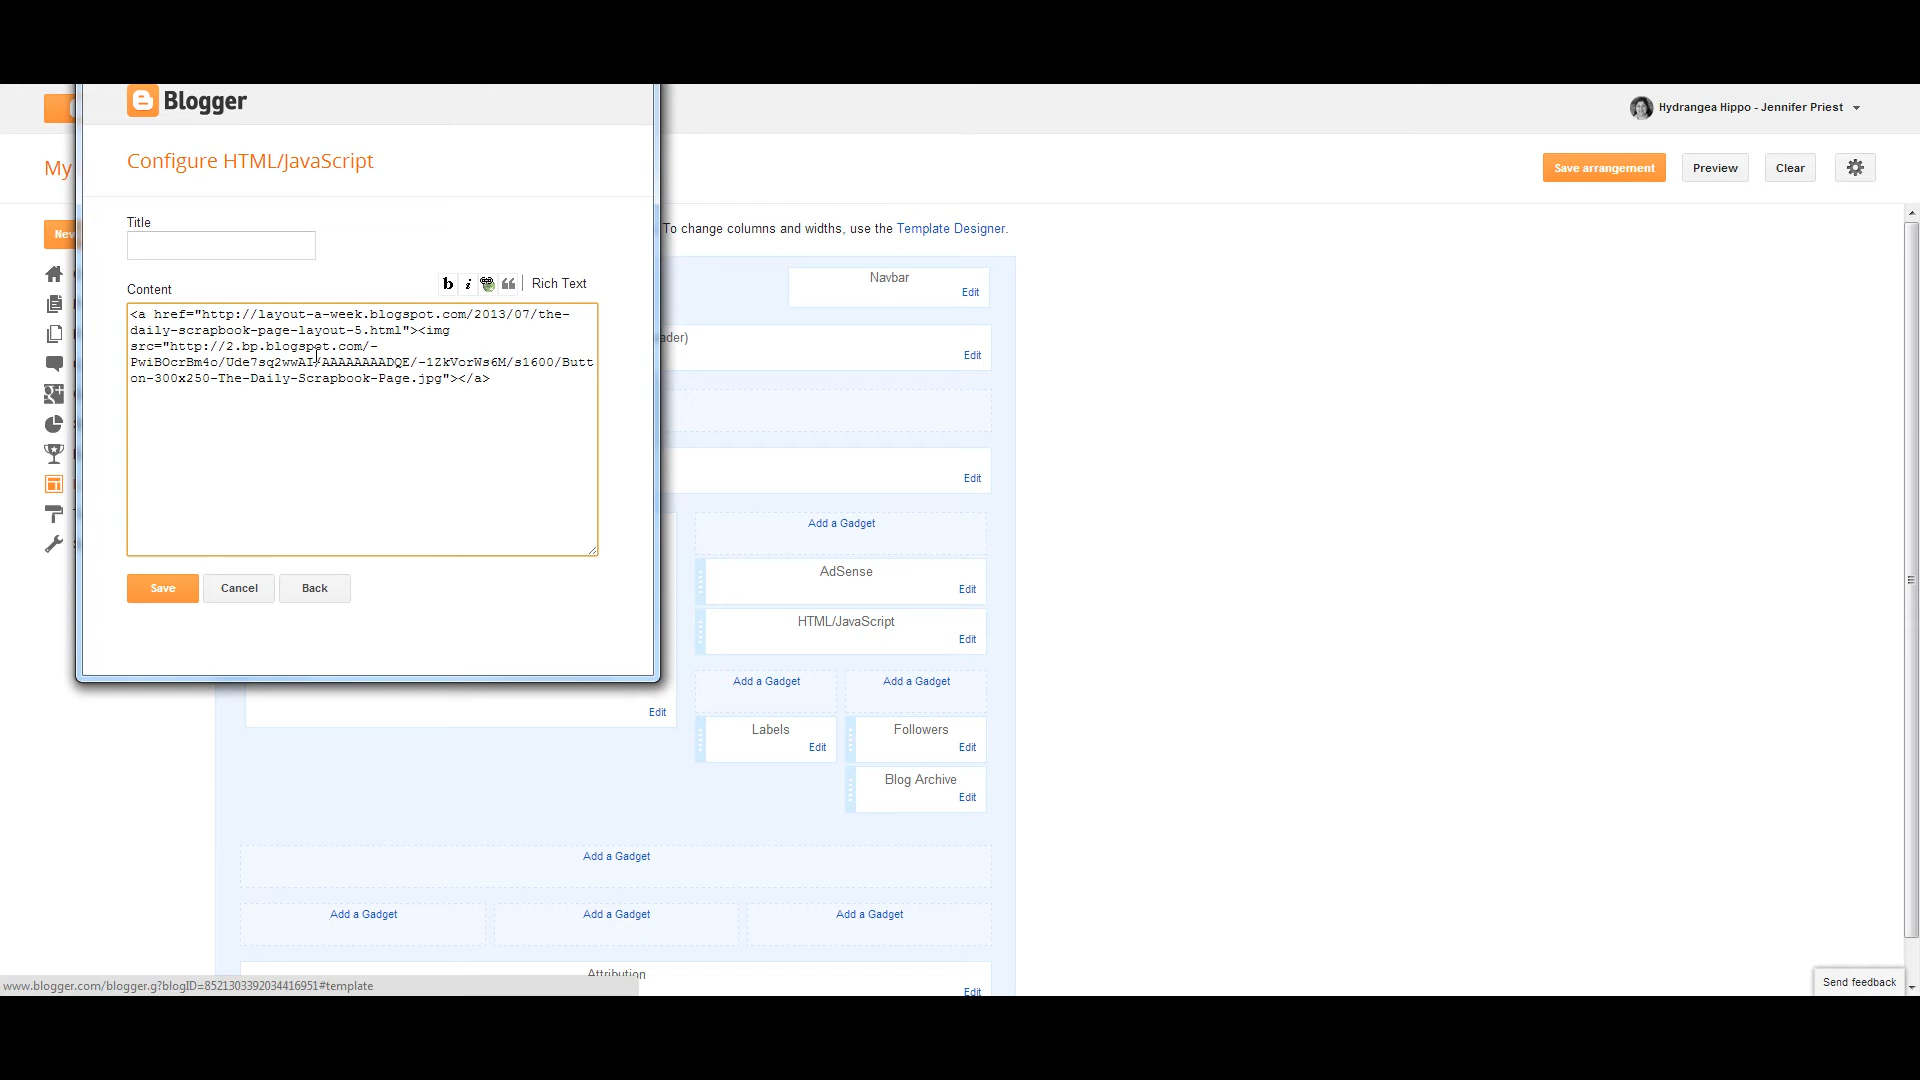 Blogger
Hydrangea Hippo - Jennifer Priest
Configure HTML/JavaScript
My
Save arrangement
Preview
Clear
Title
New
To change columns and widths, use the Template Designer.
Content
b i Rich Text
<a href="http://layout-a-week.blogspot.com/2013/07/the-
daily-scrapbook-page-layout-5.html"><img
src="http://2.bp.blogspot.com/-
PwiBOcrBm4o/Ude7sq2wwAI/AAAAAAAADQE/-1ZkVorWs6M/s1600/Butt
on-300x250-The-Daily-Scrapbook-Page.jpg"></a>
Navbar
Edit
ader)
Edit
Edit
Add a Gadget
AdSense
Edit
HTML/JavaScript
Edit
Save
Cancel
Back
Add a Gadget
Add a Gadget
Edit
Labels
Edit
Followers
Edit
Blog Archive
Edit
Add a Gadget
Add a Gadget
Add a Gadget
Add a Gadget
Attribution
Edit
www.blogger.com/blogger.g?blogID=8521303392034416951#template
Send feedback